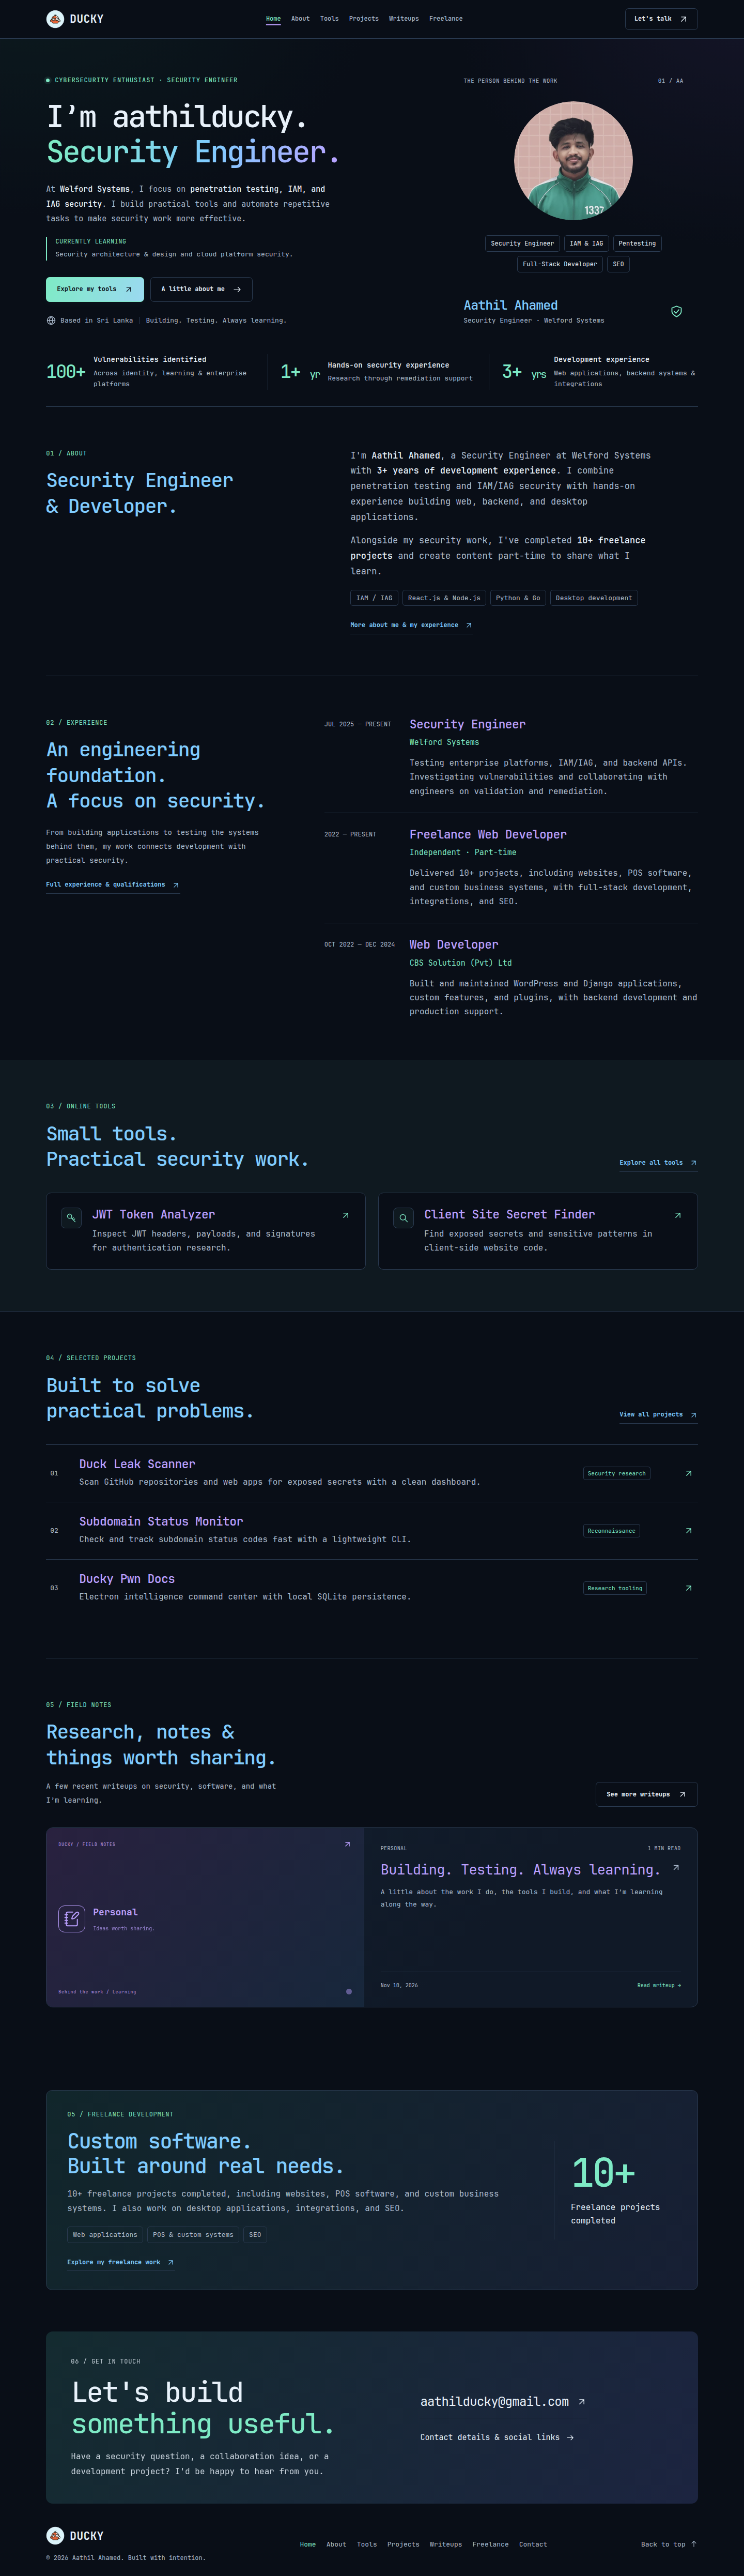 DUCKY
Home About Tools Projects Writeups Freelance
Let's talk
CYBERSECURITY ENTHUSIAST · SECURITY ENGINEER
I’m aathilducky.
Security Engineer.
At Welford Systems, I focus on penetration testing, IAM, and
IAG security. I build practical tools and automate repetitive
tasks to make security work more effective.
CURRENTLY LEARNING
Security architecture & design and cloud platform security.
Explore my tools
A little about me
Based in Sri Lanka | Building. Testing. Always learning.
THE PERSON BEHIND THE WORK
01 / AA
1337
Security Engineer
IAM & IAG
Pentesting
Full-Stack Developer
SEO
Aathil Ahamed
Security Engineer - Welford Systems
100+
Vulnerabilities identified
Across identity, learning & enterprise
platforms
1+ yr
Hands-on security experience
Research through remediation support
3+ yrs
Development experience
Web applications, backend systems &
integrations
01 / ABOUT
Security Engineer
& Developer.
I'm Aathil Ahamed, a Security Engineer at Welford Systems
with 3+ years of development experience. I combine
penetration testing and IAM/IAG security with hands-on
experience building web, backend, and desktop
applications.
Alongside my security work, I've completed 10+ freelance
projects and create content part-time to share what I
learn.
IAM / IAG
React.js & Node.js
Python & Go
Desktop development
More about me & my experience
02 / EXPERIENCE
An engineering
foundation.
A focus on security.
From building applications to testing the systems
behind them, my work connects development with
practical security.
Full experience & qualifications
JUL 2025 — PRESENT
Security Engineer
Welford Systems
Testing enterprise platforms, IAM/IAG, and backend APIs.
Investigating vulnerabilities and collaborating with
engineers on validation and remediation.
2022 — PRESENT
Freelance Web Developer
Independent · Part-time
Delivered 10+ projects, including websites, POS software,
and custom business systems, with full-stack development,
integrations, and SEO.
OCT 2022 — DEC 2024
Web Developer
CBS Solution (Pvt) Ltd
Built and maintained WordPress and Django applications,
custom features, and plugins, with backend development and
production support.
03 / ONLINE TOOLS
Small tools.
Practical security work.
Explore all tools
JWT Token Analyzer
Inspect JWT headers, payloads, and signatures
for authentication research.
Client Site Secret Finder
Find exposed secrets and sensitive patterns in
client-side website code.
04 / SELECTED PROJECTS
Built to solve
practical problems.
View all projects
01
Duck Leak Scanner
Scan GitHub repositories and web apps for exposed secrets with a clean dashboard.
Security research
02
Subdomain Status Monitor
Check and track subdomain status codes fast with a lightweight CLI.
Reconnaissance
03
Ducky Pwn Docs
Electron intelligence command center with local SQLite persistence.
Research tooling
05 / FIELD NOTES
Research, notes &
things worth sharing.
A few recent writeups on security, software, and what
I'm learning.
See more writeups
DUCKY / FIELD NOTES
Personal
Ideas worth sharing.
Behind the work / Learning
PERSONAL
1 MIN READ
Building. Testing. Always learning.
A little about the work I do, the tools I build, and what I'm learning
along the way.
Nov 10, 2026
Read writeup →
05 / FREELANCE DEVELOPMENT
Custom software.
Built around real needs.
10+ freelance projects completed, including websites, POS software, and custom business
systems. I also work on desktop applications, integrations, and SEO.
Web applications
POS & custom systems
SEO
Explore my freelance work
10+
Freelance projects
completed
06 / GET IN TOUCH
Let's build
something useful.
Have a security question, a collaboration idea, or a
development project? I'd be happy to hear from you.
aathilducky@gmail.com
Contact details & social links
DUCKY
© 2026 Aathil Ahamed. Built with intention.
Home About Tools Projects Writeups Freelance Contact
Back to top